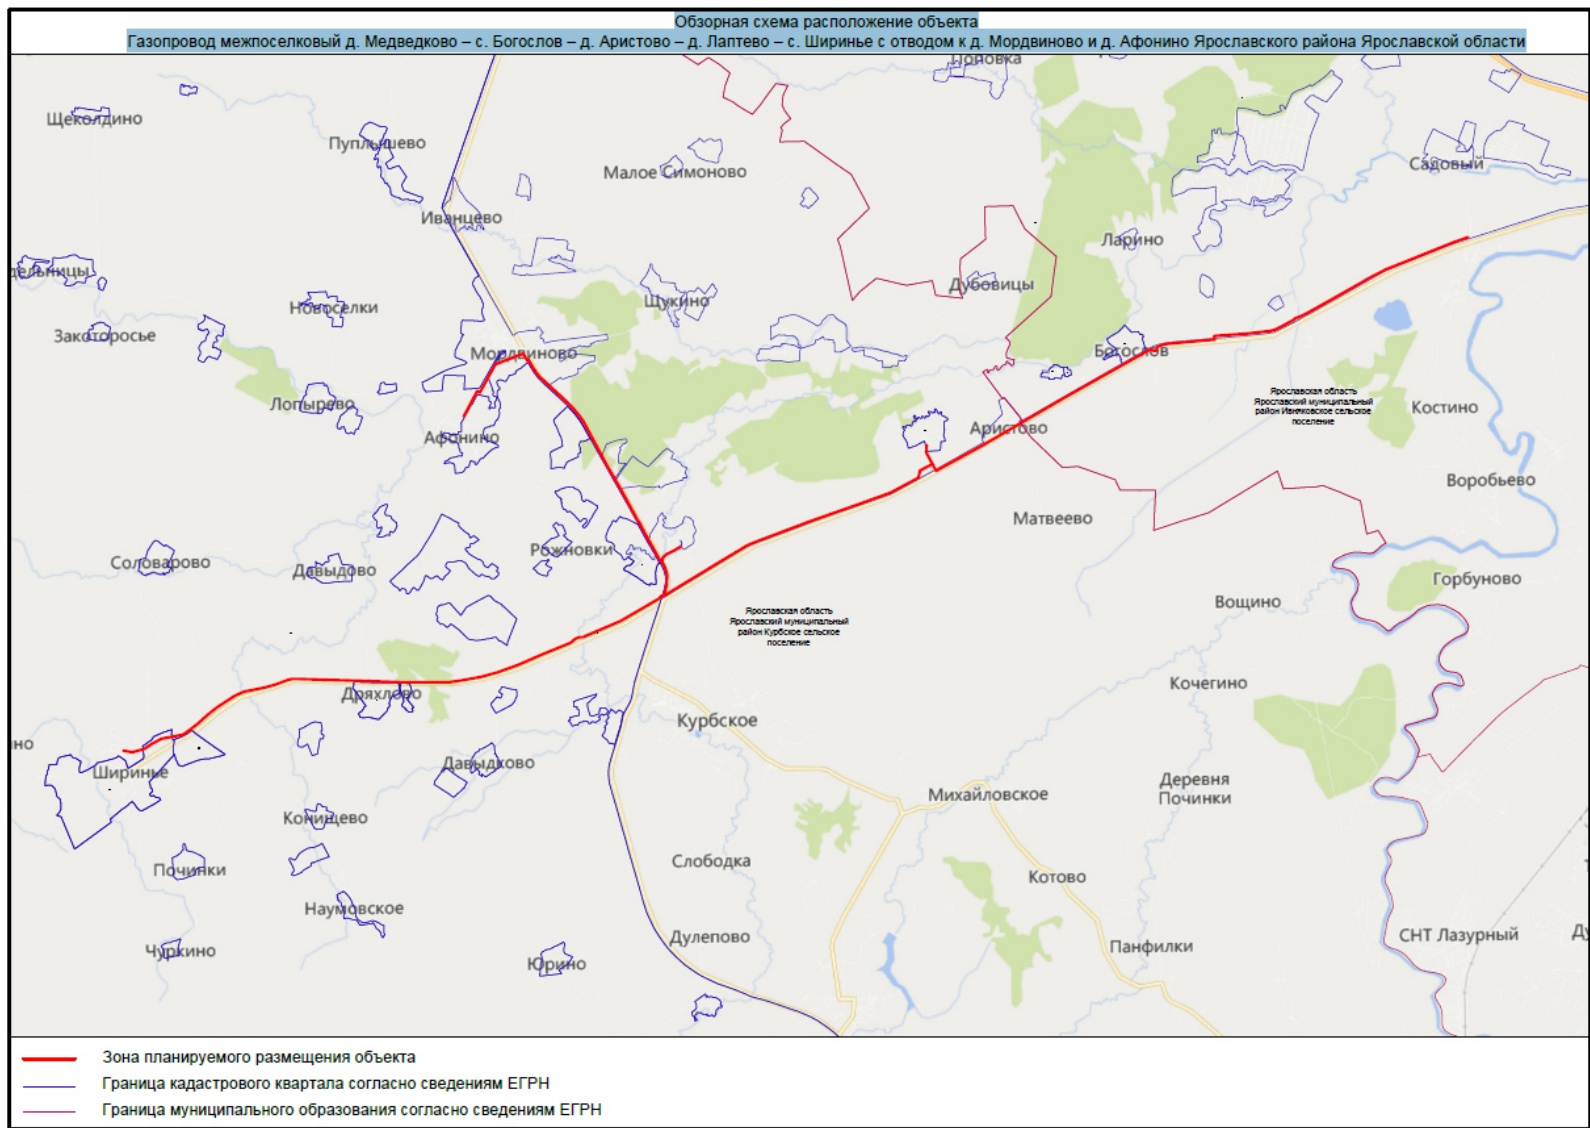 Обзорная схема расположение объекта
Газопровод межпоселковый д. Медведково – с. Богослов – д. Аристово – д. Лаптево – с. Ширинье с отводом к д. Мордвиново и д. Афонино Ярославского района Ярославской области
Поповка
Щеколдино
Пуплышево
Малое Симоново
Садовый
Иванцево
Ларино
дельницы
Дубовицы
Новоселки
Щукино
Закоторосье
Мордвиново
Богослов
Ярославская область
Ярославский муниципальный
район Ивняковское сельское
поселение
Костино
Лопырево
Афонино
Аристово
Воробьево
Матвеево
Рожновки
Соловарово
Давыдово
Горбуново
Вощино
Ярославская область
Ярославский муниципальный
район Курбское сельское
поселение
Дряхлово
Кочегино
Курбское
но
Ширинье
Давыдково
Деревня
Починки
Михайловское
Конищево
Починки
Слободка
Котово
Наумовское
Чуркино
Дулепово
Панфилки
СНТ Лазурный
Юрино
Зона планируемого размещения объекта
Граница кадастрового квартала согласно сведениям ЕГРН
Граница муниципального образования согласно сведениям ЕГРН